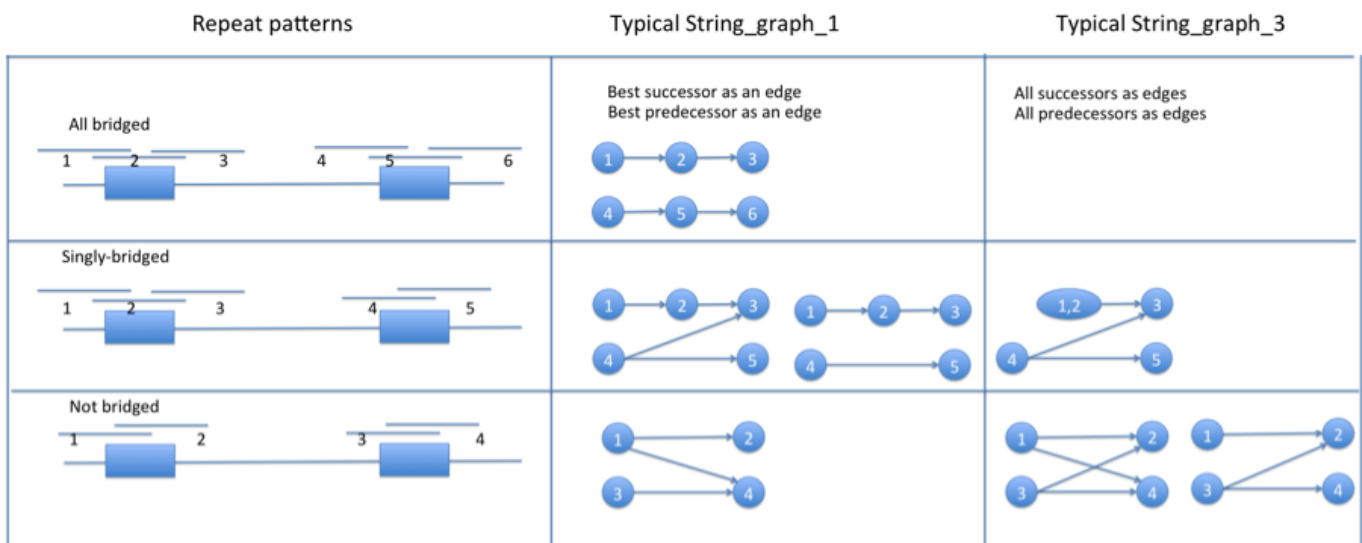 Repeat patterns Typical String_graph_1 Typical String_graph_3
All bridged
1 2 3 4 5 6
Best successor as an edge
Best predecessor as an edge
1 2 3
4 5 6
All successors as edges
All predecessors as edges
Singly-bridged
1 2 3 4 5
1 2 3 1 2 3
4 5 4 5
1,2 3
4 5
Not bridged
1 2 3 4
1 2
3 4
1 2 1 2
3 4 3 4